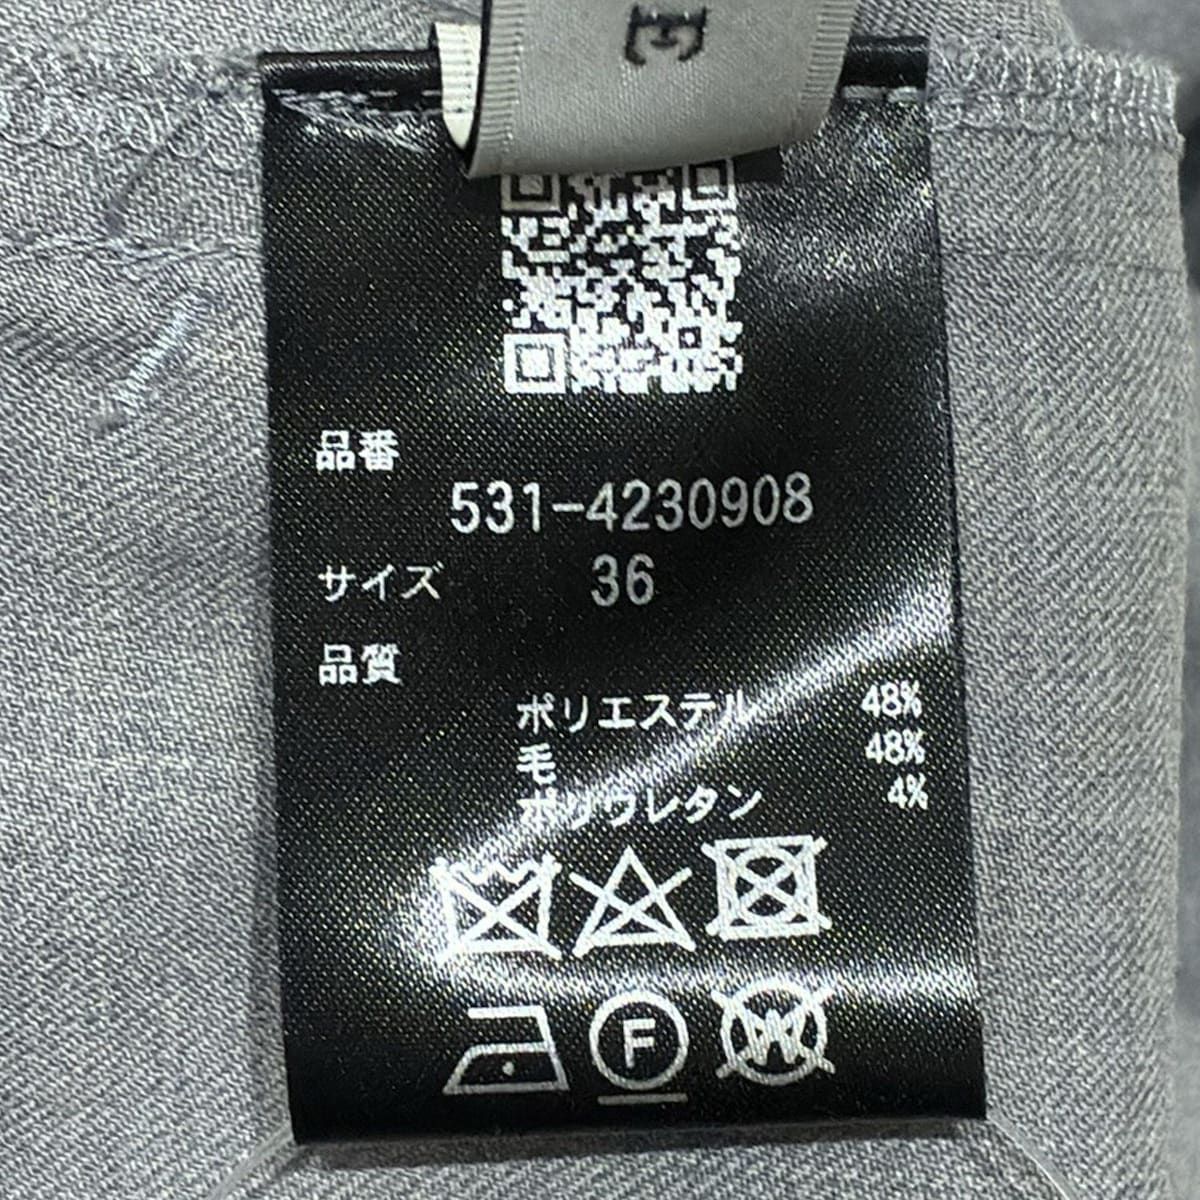 品番
531-4230908
サイズ 36
品質
ポリエステル 48%
毛 48%
ポリウレタン 4%
F
W